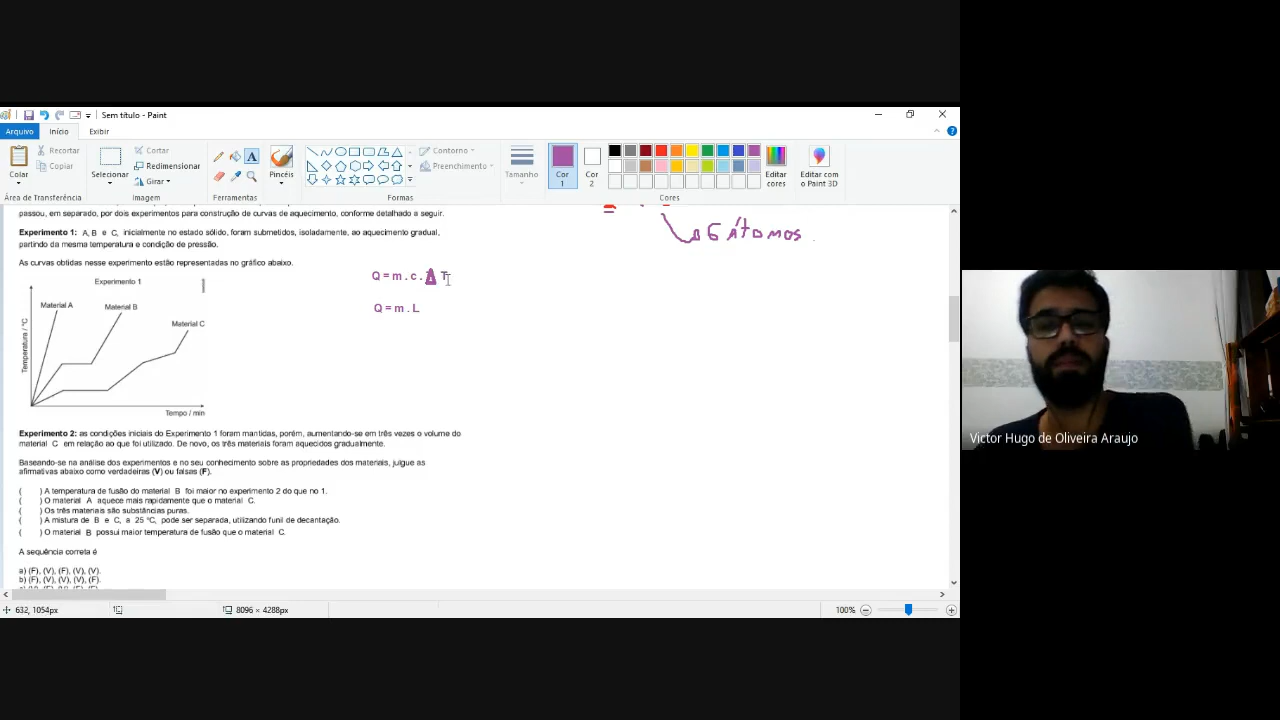 Sem título - Paint
Arquivo Início Exibir
Colar
Recortar
Copiar
Selecionar
Redimensionar
Girar
Pincéis
Contorno
Preenchimento
Tamanho
Cor 1
Cor 2
Editar cores
Editar com o Paint 3D
Área de Transferência Imagem Ferramentas Formas Cores
passou, em separado, por dois experimentos para construção de curvas de aquecimento, conforme detalhado a seguir.
6 átomos
Experimento 1: A, B e C, inicialmente no estado sólido, foram submetidos, isoladamente, ao aquecimento gradual,
partindo da mesma temperatura e condição de pressão.
As curvas obtidas nesse experimento estão representadas no gráfico abaixo.
Experimento 1
Material A
Material B
Material C
Temperatura / °C
Tempo / min
Q = m . c . Δ T
Q = m . L
Experimento 2: as condições iniciais do Experimento 1 foram mantidas, porém, aumentando-se em três vezes o volume do
material C em relação ao que foi utilizado. De novo, os três materiais foram aquecidos gradualmente.
Baseando-se na análise dos experimentos e no seu conhecimento sobre as propriedades dos materiais, julgue as
afirmativas abaixo como verdadeiras (V) ou falsas (F).
( ) A temperatura de fusão do material B foi maior no experimento 2 do que no 1.
( ) O material A aquece mais rapidamente que o material C.
( ) Os três materiais são substâncias puras.
( ) A mistura de B e C, a 25 °C, pode ser separada, utilizando funil de decantação.
( ) O material B possui maior temperatura de fusão que o material C.
A sequência correta é
a) (F), (V), (F), (V), (V).
b) (F), (V), (V), (V), (F).
632, 1054px
8096 × 4288px
100%
Victor Hugo de Oliveira Araujo